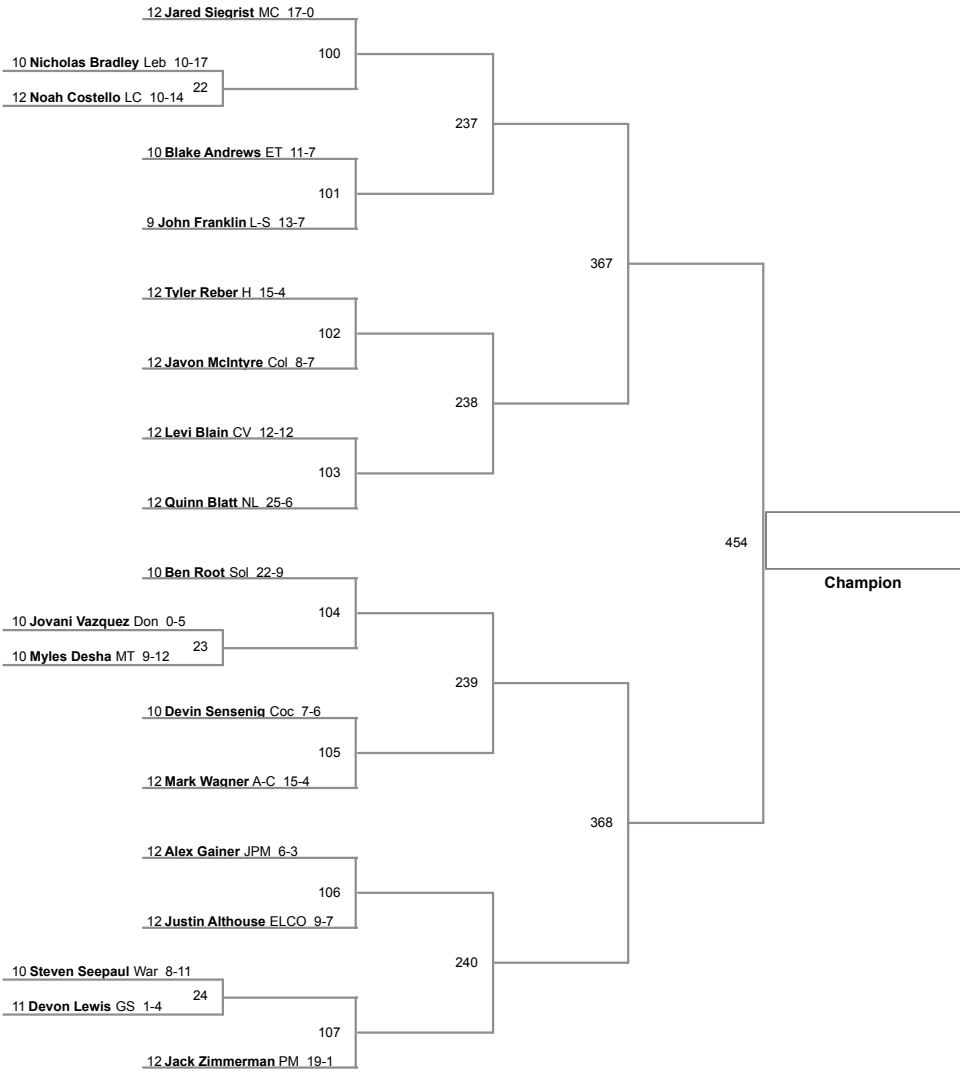 12 Jared Siegrist MC 17-0
100
10 Nicholas Bradley Leb 10-17
22
12 Noah Costello LC 10-14
237
10 Blake Andrews ET 11-7
101
9 John Franklin L-S 13-7
367
12 Tyler Reber H 15-4
102
12 Javon McIntyre Col 8-7
238
12 Levi Blain CV 12-12
103
12 Quinn Blatt NL 25-6
454
10 Ben Root Sol 22-9
Champion
104
10 Jovani Vazquez Don 0-5
23
10 Myles Desha MT 9-12
239
10 Devin Sensenig Coc 7-6
105
12 Mark Wagner A-C 15-4
368
12 Alex Gainer JPM 6-3
106
12 Justin Althouse ELCO 9-7
240
10 Steven Seepaul War 8-11
24
11 Devon Lewis GS 1-4
107
12 Jack Zimmerman PM 19-1